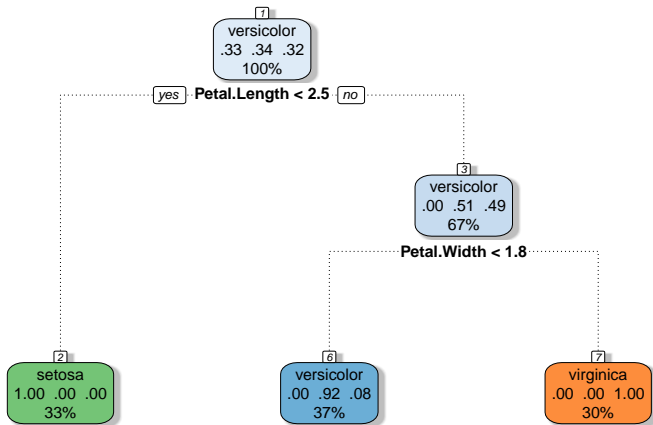 1
versicolor
.33 .34 .32
100%
yes Petal.Length < 2.5 no
3
versicolor
.00 .51 .49
67%
Petal.Width < 1.8
2
setosa
1.00 .00 .00
33%
6
versicolor
.00 .92 .08
37%
7
virginica
.00 .00 1.00
30%